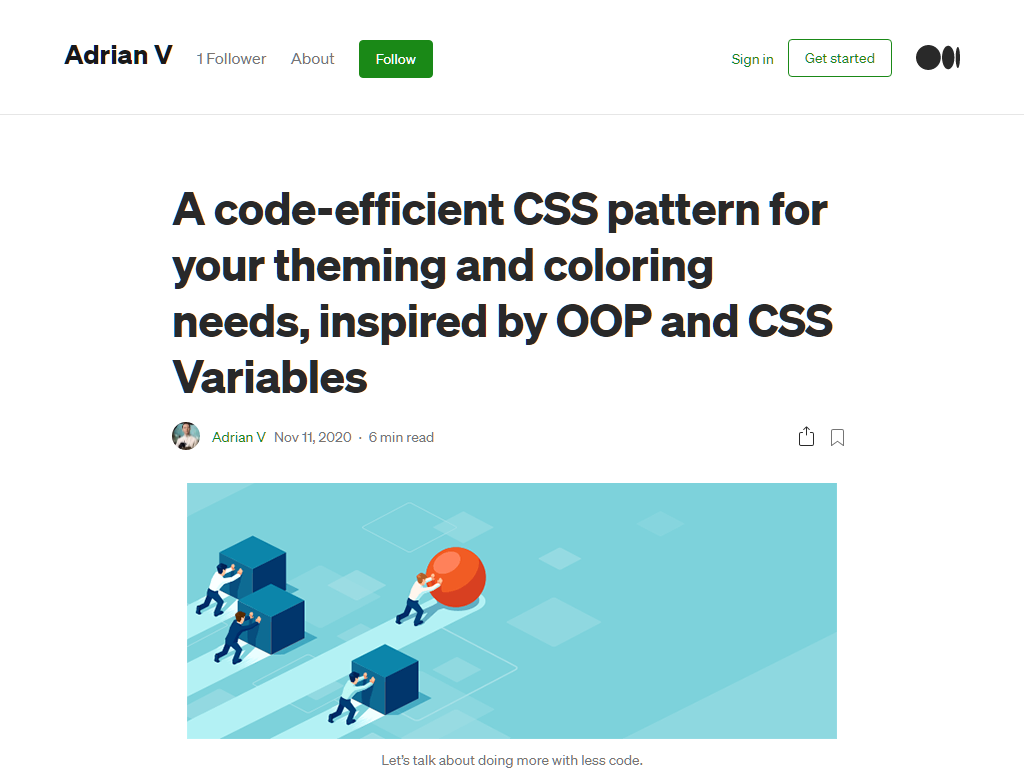 Adrian V 1 Follower About Follow Sign in Get started
A code-efficient CSS pattern for
your theming and coloring
needs, inspired by OOP and CSS
Variables
Adrian V Nov 11, 2020 · 6 min read
Let's talk about doing more with less code.